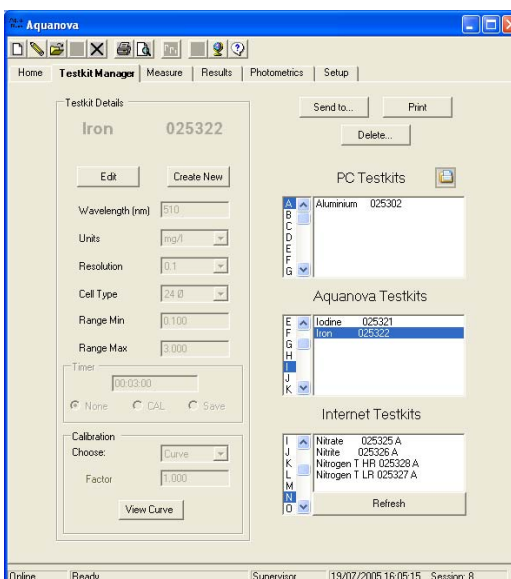 Aquanova
Home Testkit Manager Measure Results Photometrics Setup
Testkit Details
Iron 025322
Edit Create New
Wavelength (nm) 510
Units mg/l
Resolution 0.1
Cell Type 24 Ø
Range Min 0.100
Range Max 3.000
Timer
00:03:00
None CAL Save
Calibration
Choose: Curve
Factor 1.000
View Curve
Send to... Print
Delete...
PC Testkits
A
B
C
D
E
F
G
Aluminium 025302
Aquanova Testkits
E
F
G
H
I
J
K
Iodine 025321
Iron 025322
Internet Testkits
I
J
K
L
M
N
O
Nitrate 025325 A
Nitrite 025326 A
Nitrogen T HR 025328 A
Nitrogen T LR 025327 A
Refresh
Online Ready Supervisor 19/07/2005 16:05:15 Session: 8